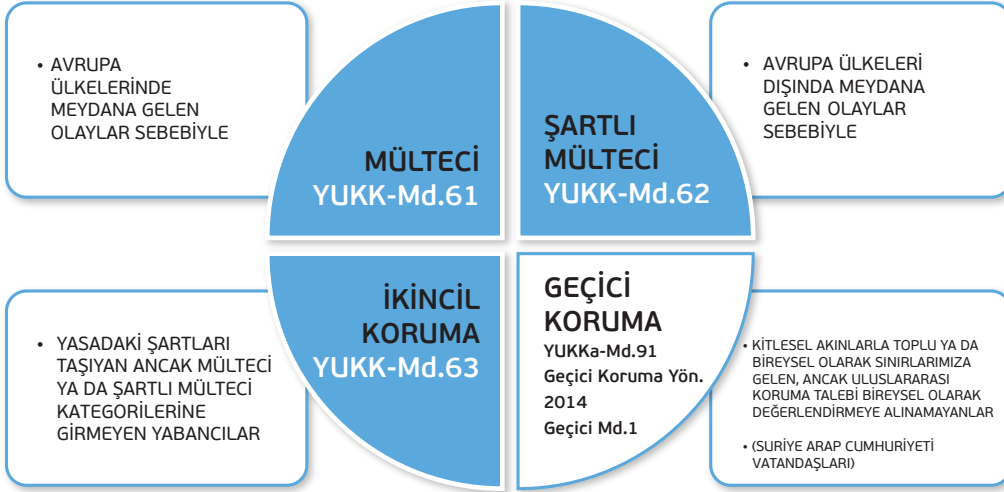 • AVRUPA
ÜLKELERİNDE
MEYDANA GELEN
OLAYLAR SEBEBİYLE
MÜLTECİ
YUKK-Md.61
ŞARTLI
MÜLTECİ
YUKK-Md.62
• AVRUPA ÜLKELERİ
DIŞINDA MEYDANA
GELEN OLAYLAR
SEBEBİYLE
• YASADAKİ ŞARTLARI
TAŞIYAN ANCAK MÜLTECİ
YA DA ŞARTLI MÜLTECİ
KATEGORİLERİNE
GİRMEYEN YABANCILAR
İKİNCİL
KORUMA
YUKK-Md.63
GEÇİCİ
KORUMA
YUKKa-Md.91
Geçici Koruma Yön.
2014
Geçici Md.1
• KİTLESEL AKINLARLA TOPLU YA DA
BİREYSEL OLARAK SINIRLARIMIZA
GELEN, ANCAK ULUSLARARASI
KORUMA TALEBİ BİREYSEL OLARAK
DEĞERLENDİRMEYE ALINAMAYANLAR
• (SURİYE ARAP CUMHURİYETİ
VATANDAŞLARI)